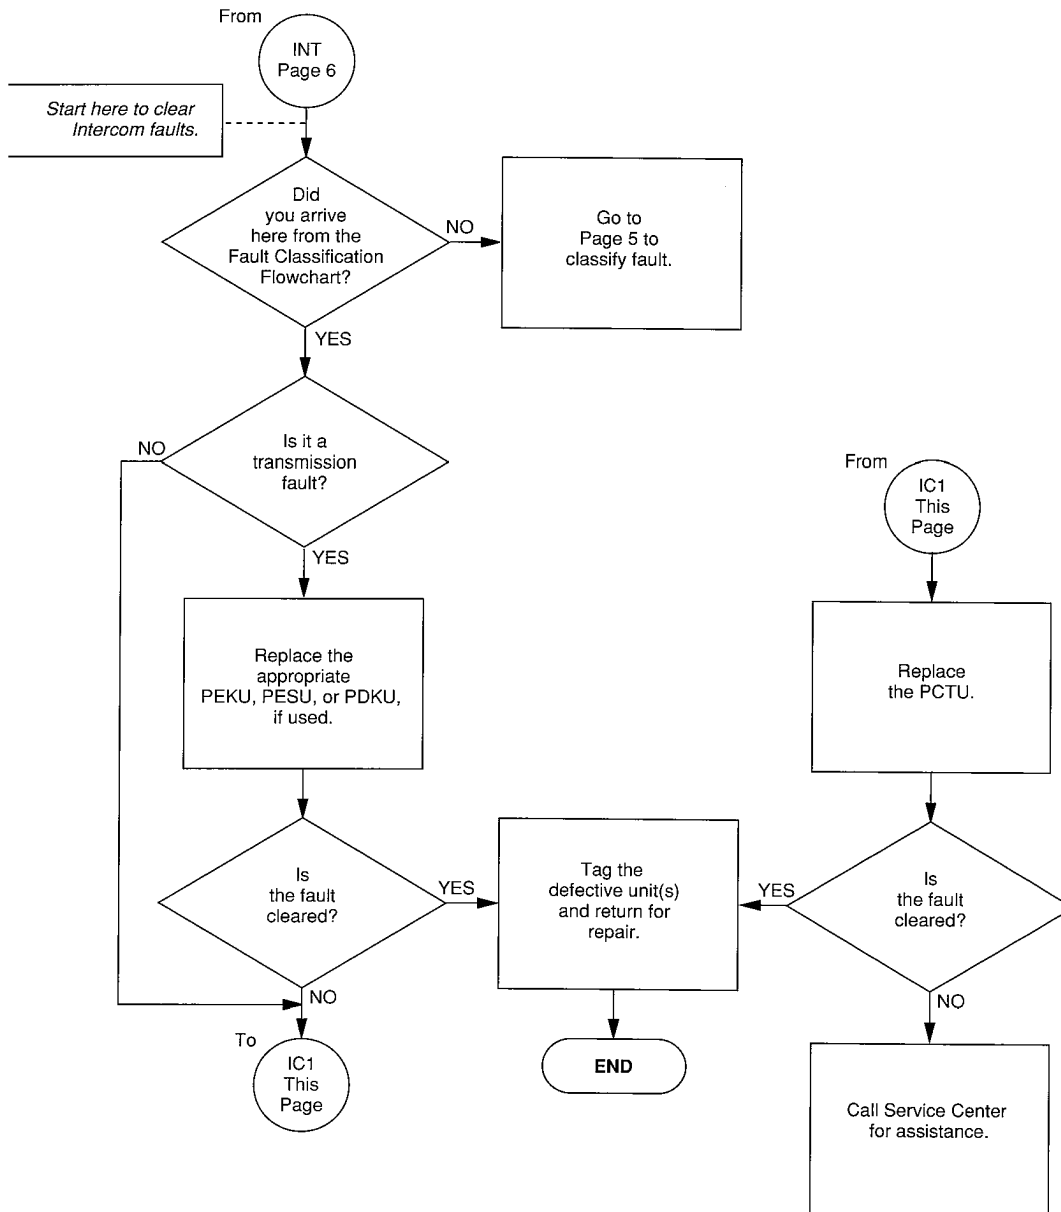 From
INT
Page 6
Start here to clear
Intercom faults.
Did
you arrive
here from the
Fault Classification
Flowchart?
NO
Go to
Page 5 to
classify fault.
YES
Is it a
transmission
fault?
NO
YES
Replace the
appropriate
PEKU, PESU, or PDKU,
if used.
Is
the fault
cleared?
YES
NO
To
IC1
This
Page
Tag the
defective unit(s)
and return for
repair.
END
From
IC1
This
Page
Replace
the PCTU.
Is
the fault
cleared?
YES
NO
Call Service Center
for assistance.